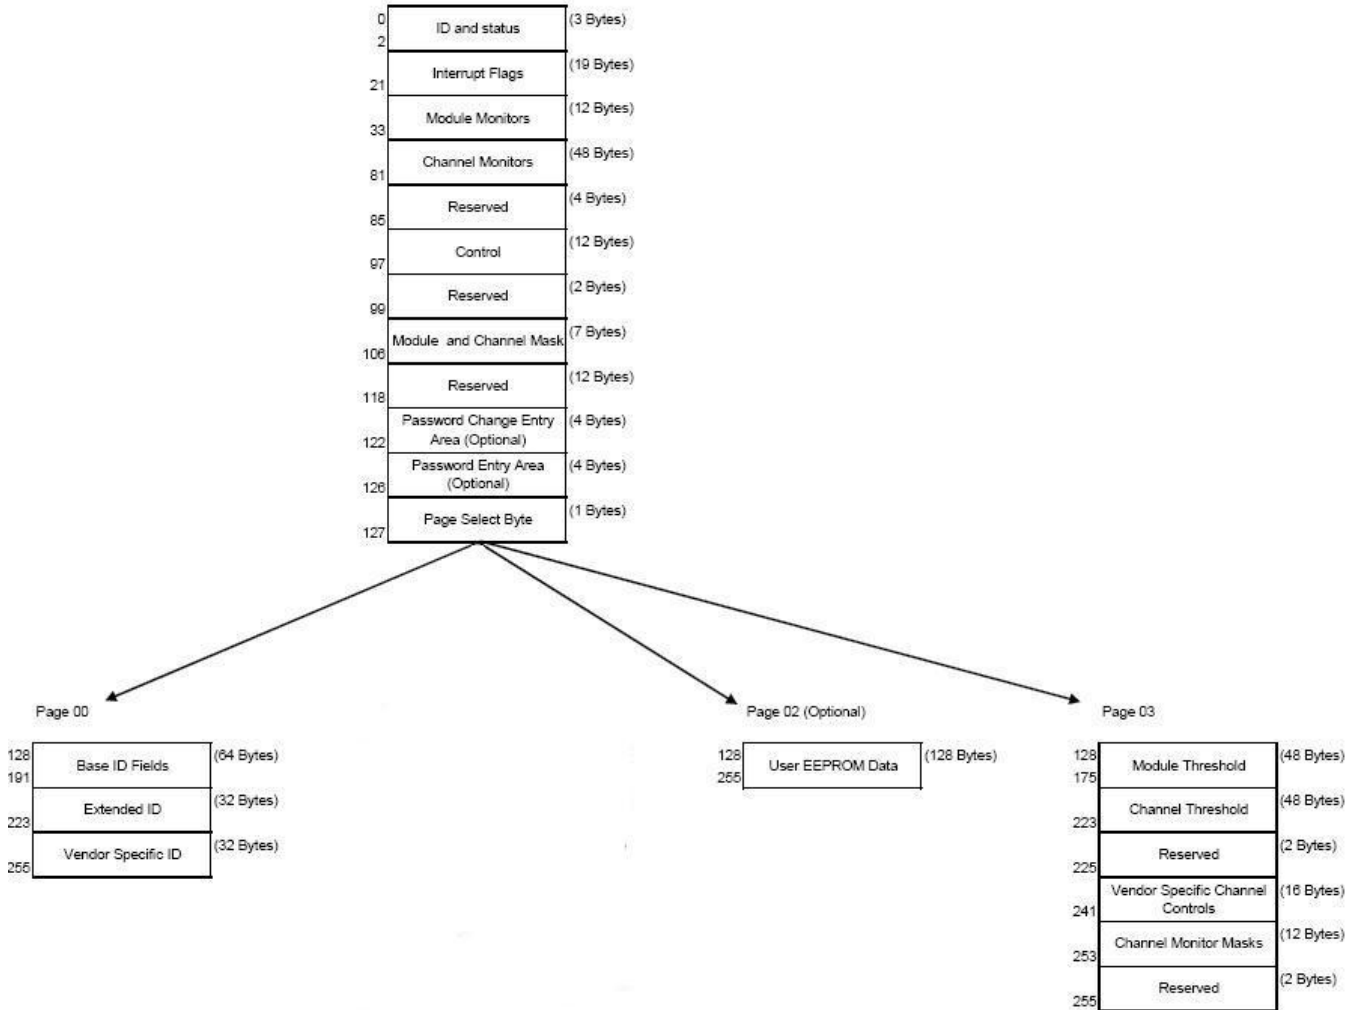 0
ID and status
(3 Bytes)
2
Interrupt Flags
(19 Bytes)
21
Module Monitors
(12 Bytes)
33
Channel Monitors
(48 Bytes)
81
Reserved
(4 Bytes)
85
Control
(12 Bytes)
97
Reserved
(2 Bytes)
99
Module and Channel Mask
(7 Bytes)
106
Reserved
(12 Bytes)
118
Password Change Entry
Area (Optional)
(4 Bytes)
122
Password Entry Area
(Optional)
(4 Bytes)
126
Page Select Byte
(1 Bytes)
127
Page 00
128
Base ID Fields
(64 Bytes)
191
Extended ID
(32 Bytes)
223
Vendor Specific ID
(32 Bytes)
255
Page 02 (Optional)
128
User EEPROM Data
(128 Bytes)
255
Page 03
128
Module Threshold
(48 Bytes)
175
Channel Threshold
(48 Bytes)
223
Reserved
(2 Bytes)
225
Vendor Specific Channel
Controls
(16 Bytes)
241
Channel Monitor Masks
(12 Bytes)
253
Reserved
(2 Bytes)
255